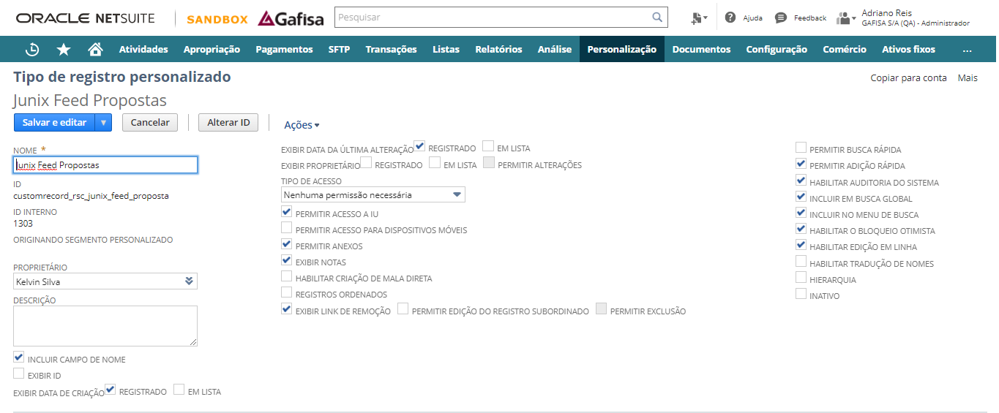 ORACLE NETSUITE SANDBOX Gafisa Pesquisar Ajuda Feedback Adriano Reis
GAFISA S/A (QA) - Administrador
Atividades Apropriação Pagamentos SFTP Transações Listas Relatórios Análise Personalização Documentos Configuração Comércio Ativos fixos ...
Tipo de registro personalizado Copiar para conta Mais
Junix Feed Propostas
Salvar e editar Cancelar Alterar ID Ações
NOME *
Junix Feed Propostas
ID
customrecord_rsc_junix_feed_proposta
ID INTERNO
1303
ORIGINANDO SEGMENTO PERSONALIZADO
PROPRIETÁRIO
Kelvin Silva
DESCRIÇÃO
INCLUIR CAMPO DE NOME
EXIBIR ID
EXIBIR DATA DE CRIAÇÃO REGISTRADO EM LISTA
EXIBIR DATA DA ÚLTIMA ALTERAÇÃO REGISTRADO EM LISTA
EXIBIR PROPRIETÁRIO REGISTRADO EM LISTA PERMITIR ALTERAÇÕES
TIPO DE ACESSO
Nenhuma permissão necessária
PERMITIR ACESSO A IU
PERMITIR ACESSO PARA DISPOSITIVOS MÓVEIS
PERMITIR ANEXOS
EXIBIR NOTAS
HABILITAR CRIAÇÃO DE MALA DIRETA
REGISTROS ORDENADOS
EXIBIR LINK DE REMOÇÃO PERMITIR EDIÇÃO DO REGISTRO SUBORDINADO PERMITIR EXCLUSÃO
PERMITIR BUSCA RÁPIDA
PERMITIR ADIÇÃO RÁPIDA
HABILITAR AUDITORIA DO SISTEMA
INCLUIR EM BUSCA GLOBAL
INCLUIR NO MENU DE BUSCA
HABILITAR O BLOQUEIO OTIMISTA
HABILITAR EDIÇÃO EM LINHA
HABILITAR TRADUÇÃO DE NOMES
HIERARQUIA
INATIVO